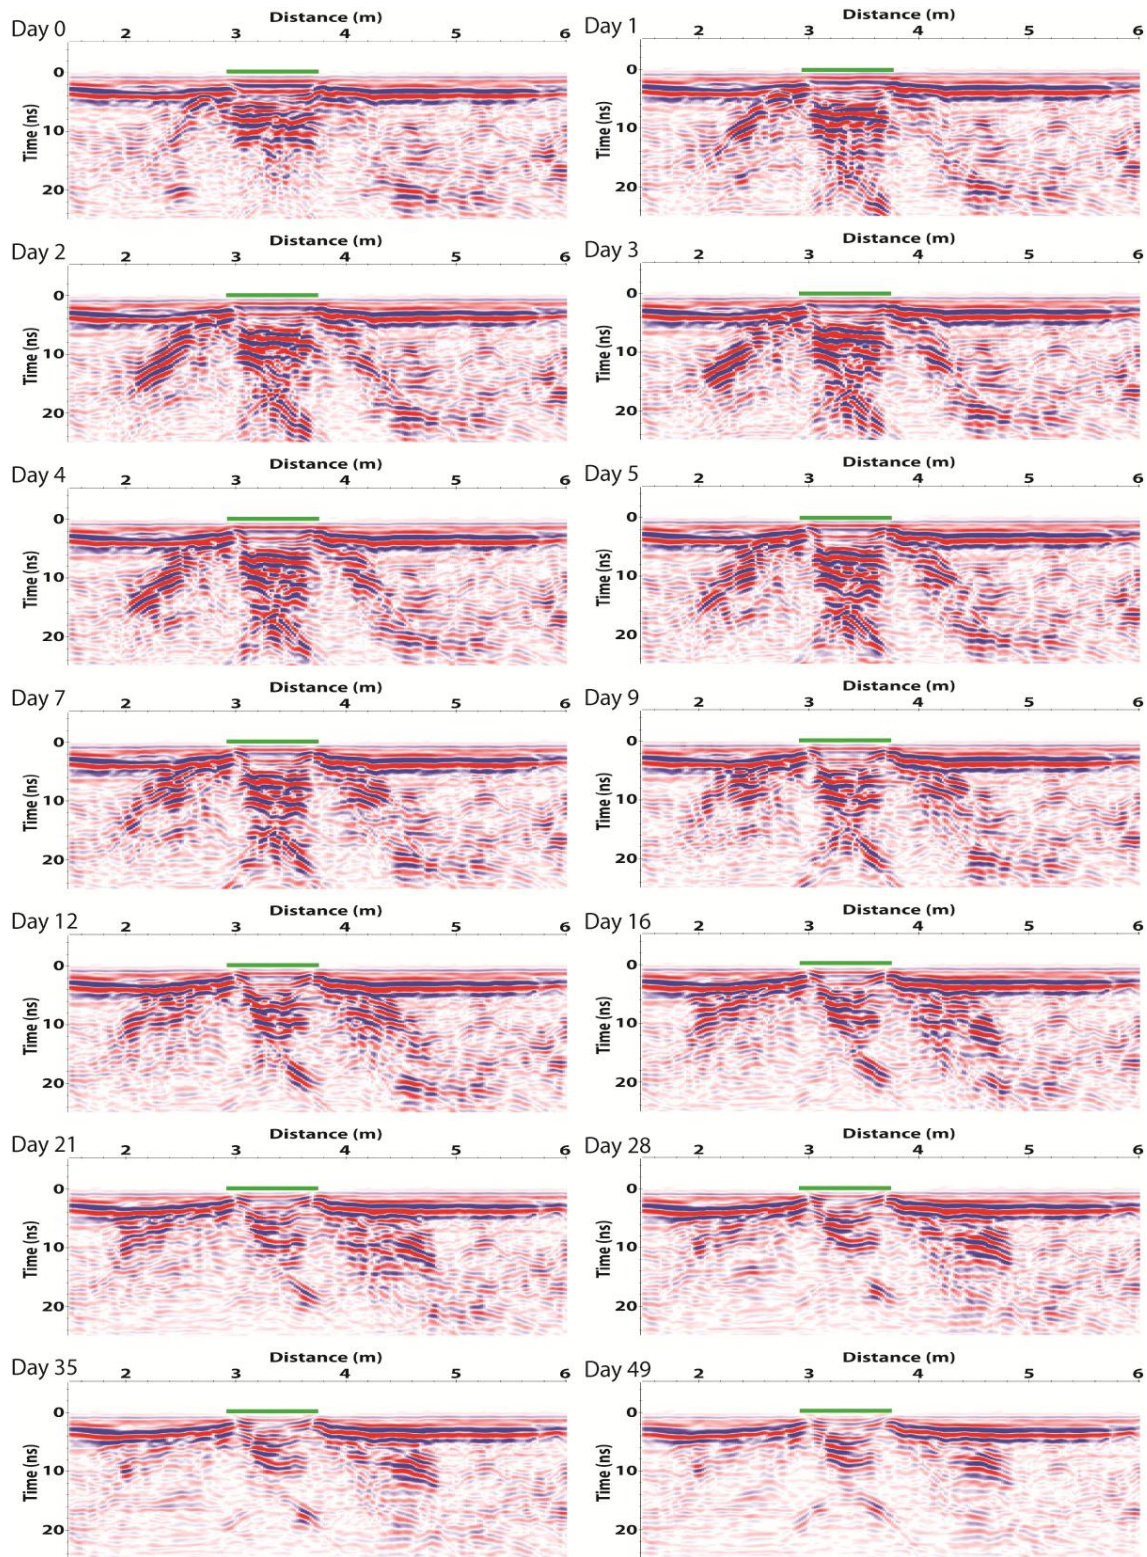 Day 0
Distance (m)
2 3 4 5 6
Time (ns)
0
10
20
Day 1
Distance (m)
2 3 4 5 6
Time (ns)
0
10
20
Day 2
Distance (m)
2 3 4 5 6
Time (ns)
0
10
20
Day 3
Distance (m)
2 3 4 5 6
Time (ns)
0
10
20
Day 4
Distance (m)
2 3 4 5 6
Time (ns)
0
10
20
Day 5
Distance (m)
2 3 4 5 6
Time (ns)
0
10
20
Day 7
Distance (m)
2 3 4 5 6
Time (ns)
0
10
20
Day 9
Distance (m)
2 3 4 5 6
Time (ns)
0
10
20
Day 12
Distance (m)
2 3 4 5 6
Time (ns)
0
10
20
Day 16
Distance (m)
2 3 4 5 6
Time (ns)
0
10
20
Day 21
Distance (m)
2 3 4 5 6
Time (ns)
0
10
20
Day 28
Distance (m)
2 3 4 5 6
Time (ns)
0
10
20
Day 35
Distance (m)
2 3 4 5 6
Time (ns)
0
10
20
Day 49
Distance (m)
2 3 4 5 6
Time (ns)
0
10
20